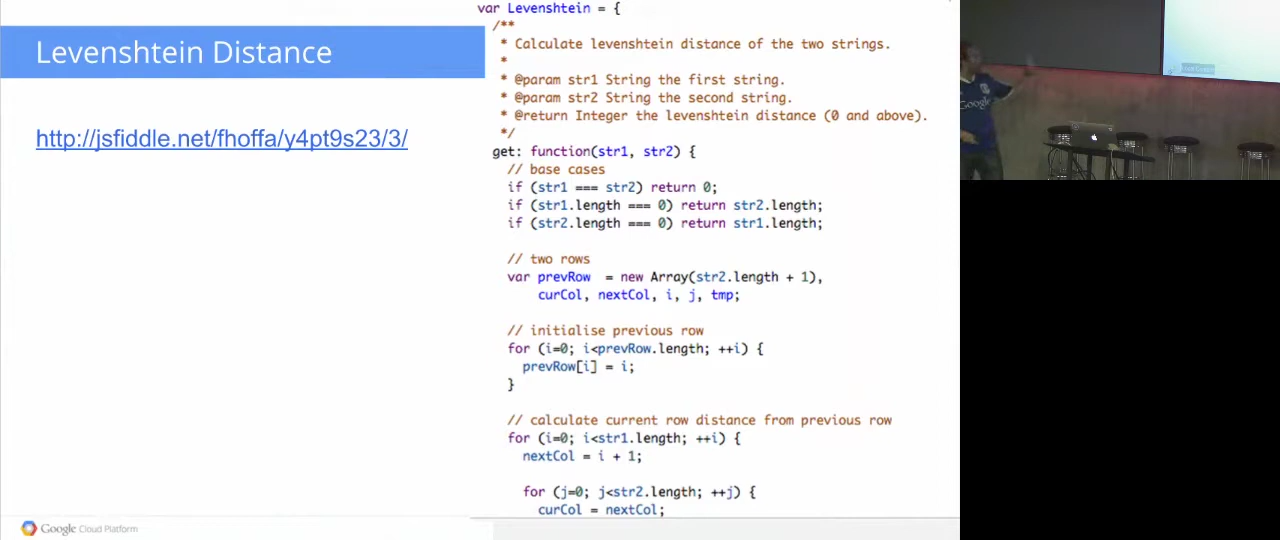 Levenshtein Distance
http://jsfiddle.net/fhoffa/y4pt9s23/3/
var Levenshtein = {
/**
* Calculate levenshtein distance of the two strings.
*
* @param str1 String the first string.
* @param str2 String the second string.
* @return Integer the levenshtein distance (0 and above).
*/
get: function(str1, str2) {
// base cases
if (str1 === str2) return 0;
if (str1.length === 0) return str2.length;
if (str2.length === 0) return str1.length;
// two rows
var prevRow  = new Array(str2.length + 1),
curCol, nextCol, i, j, tmp;
// initialise previous row
for (i=0; i<prevRow.length; ++i) {
prevRow[i] = i;
}
// calculate current row distance from previous row
for (i=0; i<str1.length; ++i) {
nextCol = i + 1;
for (j=0; j<str2.length; ++j) {
curCol = nextCol;
Google Cloud Platform
Google